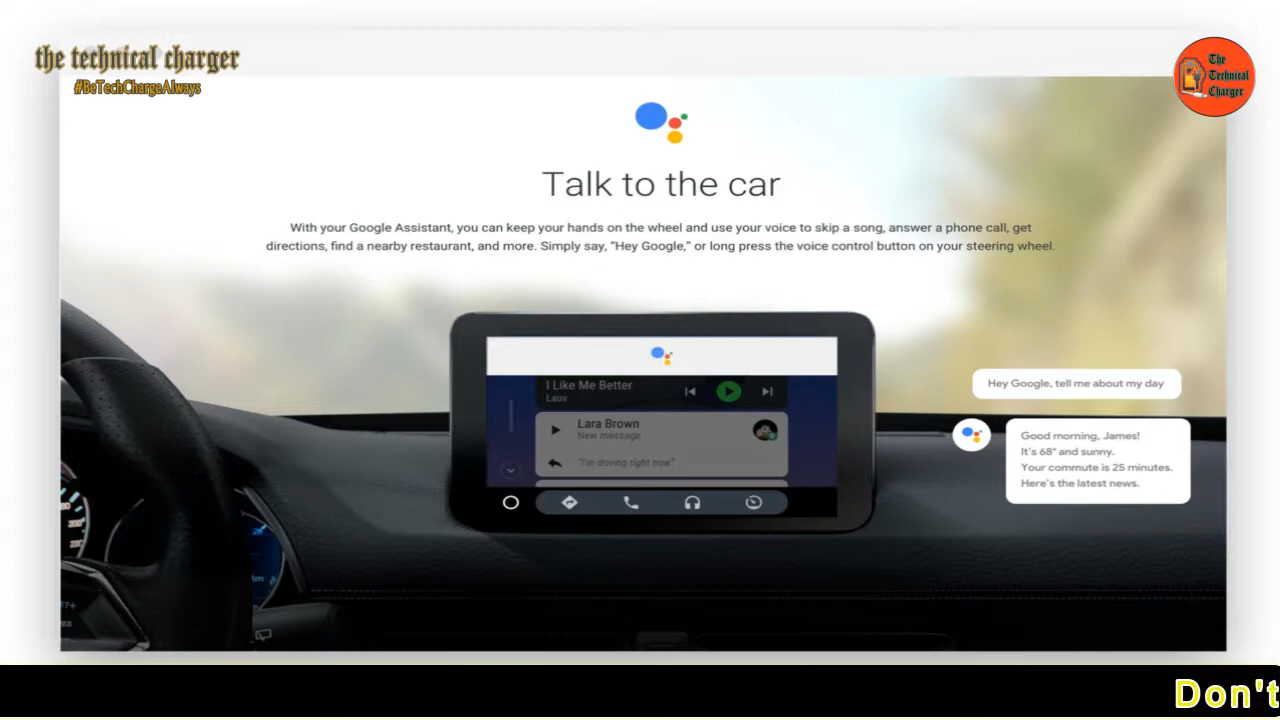 the technical charger
#BeTechChargeAlways
The
Technical
Charger
Talk to the car
With your Google Assistant, you can keep your hands on the wheel and use your voice to skip a song, answer a phone call, get
directions, find a nearby restaurant, and more. Simply say, “Hey Google,” or long press the voice control button on your steering wheel.
I Like Me Better
Lauv
Lara Brown
New message
"I'm driving right now."
Hey Google, tell me about my day
Good morning, James!
It's 68° and sunny.
Your commute is 25 minutes.
Here's the latest news.
Don't